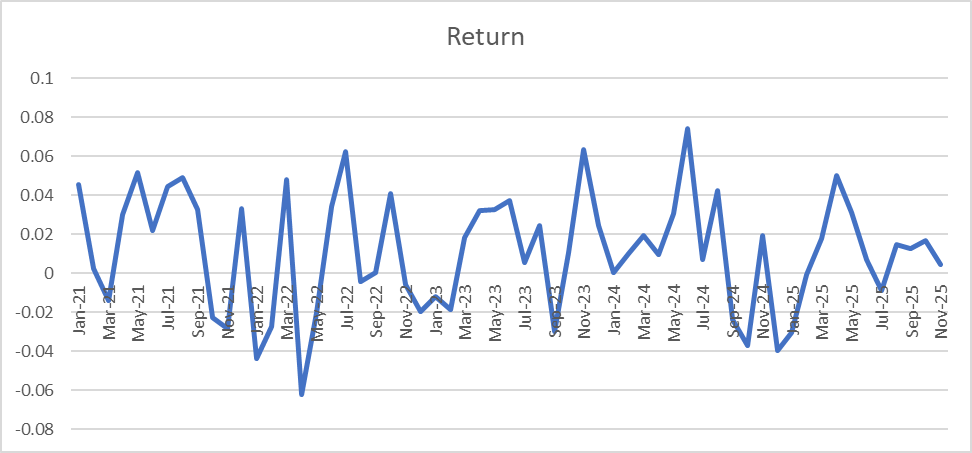 Return
0.1
0.08
0.06
0.04
0.02
0
-0.02
-0.04
-0.06
-0.08
Jan-21
Mar-21
May-21
Jul-21
Sep-21
Nov-21
Jan-22
Mar-22
May-22
Jul-22
Sep-22
Nov-22
Jan-23
Mar-23
May-23
Jul-23
Sep-23
Nov-23
Jan-24
Mar-24
May-24
Jul-24
Sep-24
Nov-24
Jan-25
Mar-25
May-25
Jul-25
Sep-25
Nov-25